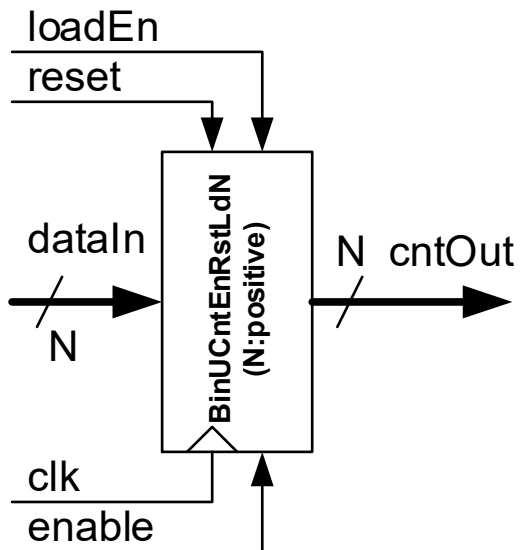 loadEn
reset
dataIn
N
BinUCntEnRstLdN
(N:positive)
N
cntOut
clk
enable